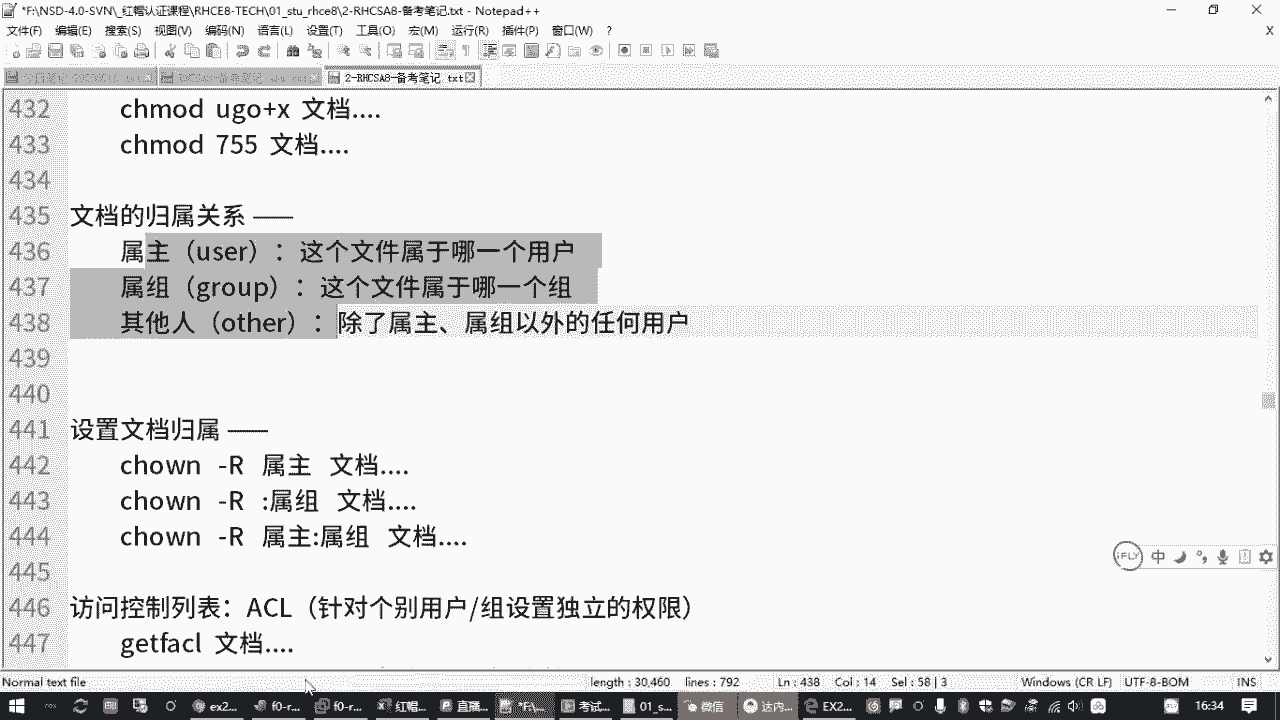 *F:\NSD-4.0-SVN\_红帽认证课程\RHCE8-TECH\01_stu_rhce8\2-RHCSA8-备考笔记.txt - Notepad++
文件(F) 编辑(E) 搜索(S) 视图(V) 编码(N) 语言(L) 设置(T) 工具(O) 宏(M) 运行(R) 插件(P) 窗口(W) ? X
2-RHCSA8-备考笔记.txt
432 chmod ugo+x 文档....
433 chmod 755 文档....
434
435 文档的归属关系 ——
436 属主（user）：这个文件属于哪一个用户
437 属组（group）：这个文件属于哪一个组
438 其他人（other）：除了属主、属组以外的任何用户
439
440
441 设置文档归属 ——
442 chown -R 属主 文档....
443 chown -R :属组 文档....
444 chown -R 属主:属组 文档....
445
446 访问控制列表：ACL（针对个别用户/组设置独立的权限）
447 getfacl 文档....
iFLY 中
Normal text file length : 30,460 lines : 792 Ln : 438 Col : 14 Sel : 58 | 3 Windows (CR LF) UTF-8-BOM INS
ex2... f0-r... f0-r... 红帽... 直播... *F:\... 考试... 01_S... 微信 达内... EX2... 16:34